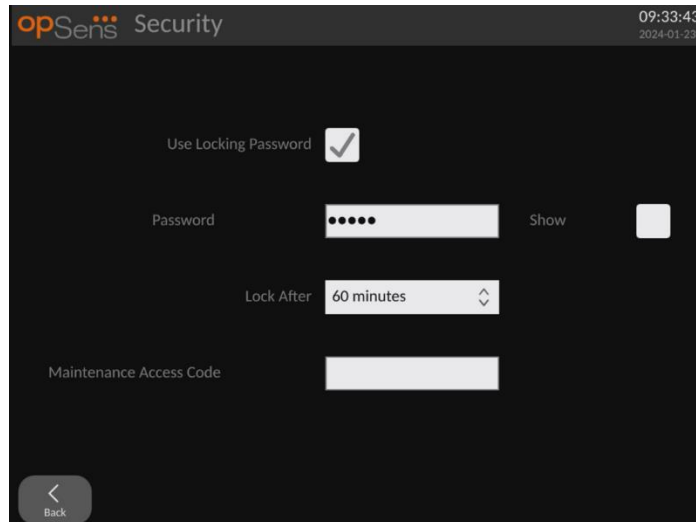 opSens Security
09:33:43
2024-01-23
Use Locking Password
Password ●●●●● Show
Lock After 60 minutes
Maintenance Access Code
Back